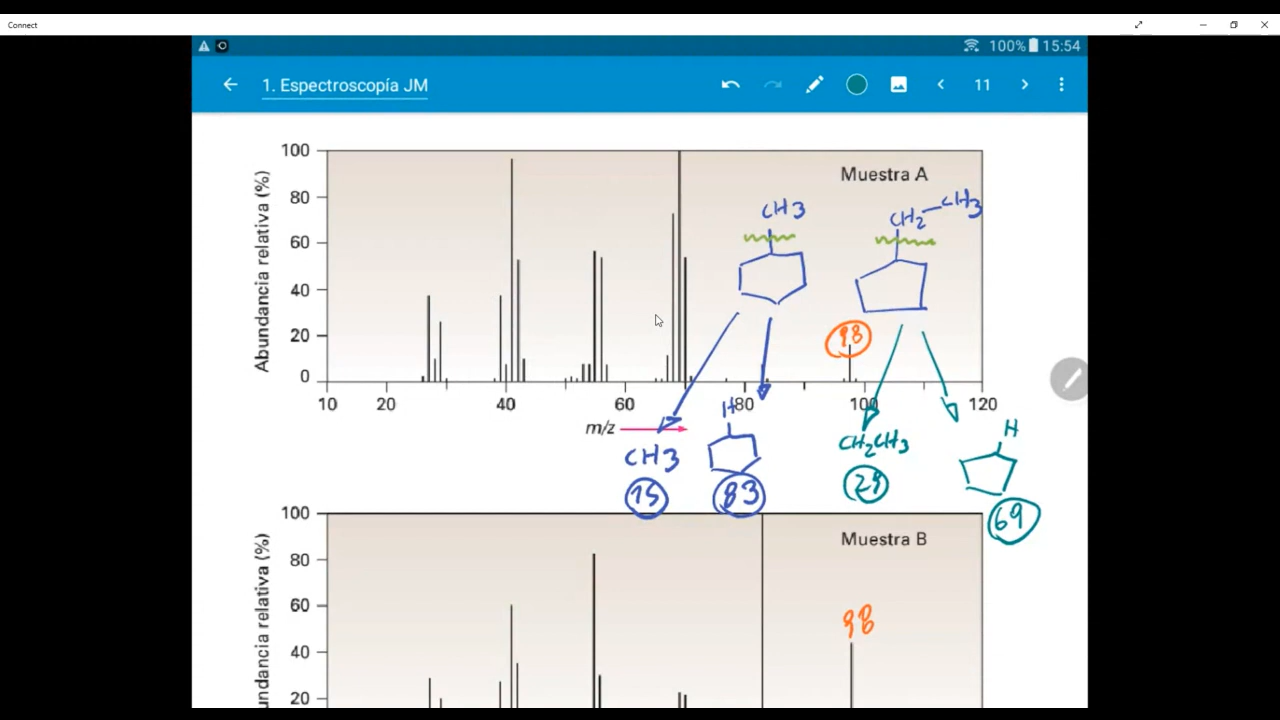 Connect
100% 15:54
1. Espectroscopía JM
11
Abundancia relativa (%)
100
80
60
40
20
0
Muestra A
CH3
CH2-CH3
98
10 20 40 60 80 100 120
m/z
CH3
15
H
83
CH2CH3
29
H
69
undancia relativa (%)
100
80
60
40
20
Muestra B
98